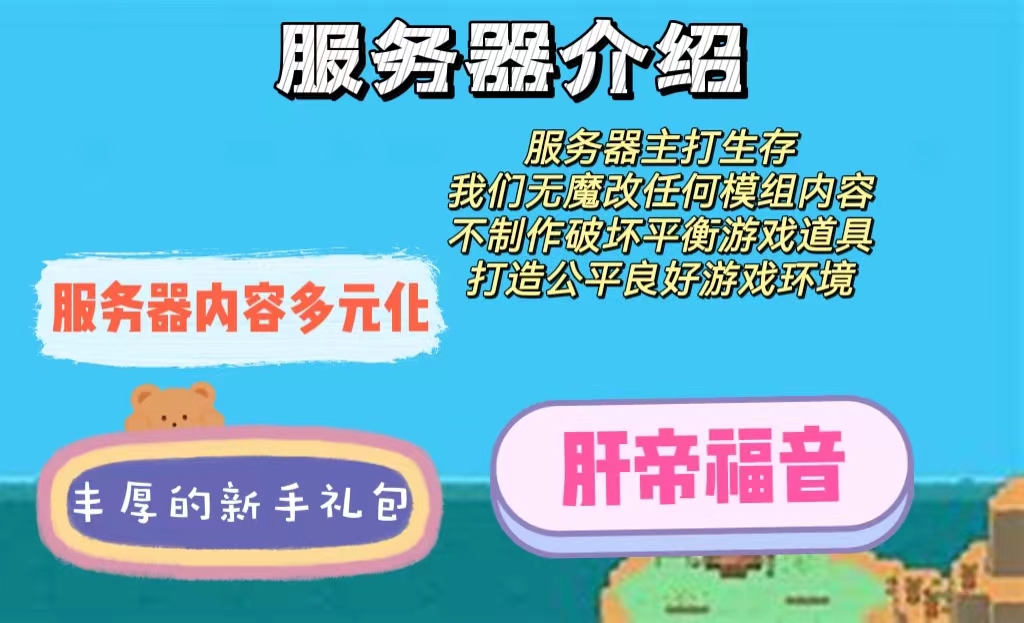 服务器介绍
服务器主打生存
我们无魔改任何模组内容
不制作破坏平衡游戏道具
打造公平良好游戏环境
服务器内容多元化
丰厚的新手礼包
肝帝福音